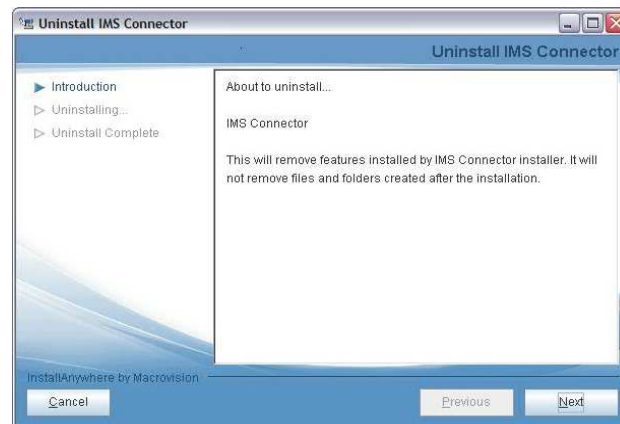 Uninstall IMS Connector
Uninstall IMS Connector
Introduction
Uninstalling...
Uninstall Complete
About to uninstall...
IMS Connector
This will remove features installed by IMS Connector installer. It will
not remove files and folders created after the installation.
InstallAnywhere by Macrovision
Cancel
Previous
Next